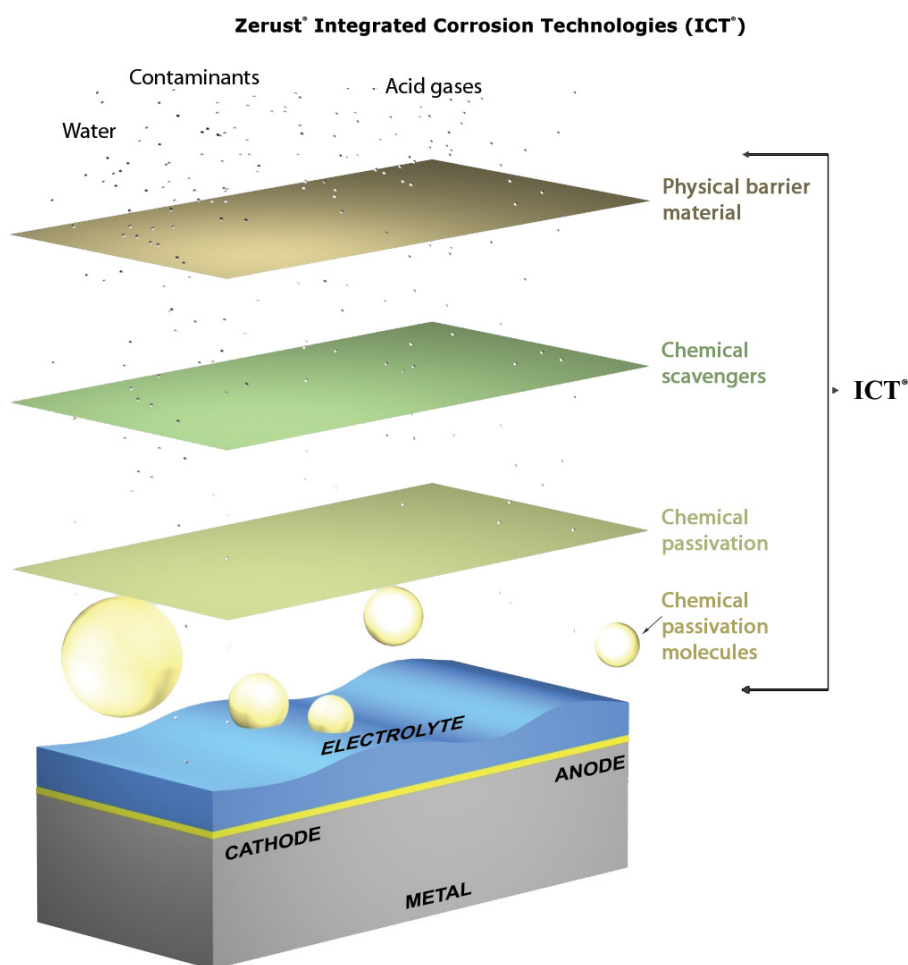 Zerust® Integrated Corrosion Technologies (ICT®)
Contaminants
Acid gases
Water
Physical barrier
material
Chemical
scavengers
ICT®
Chemical
passivation
Chemical
passivation
molecules
ELECTROLYTE
ANODE
CATHODE
METAL